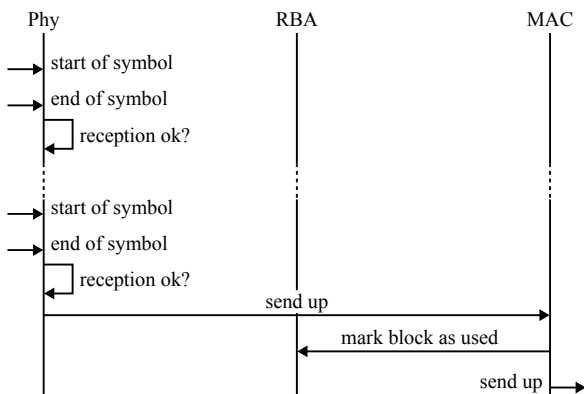 Phy RBA MAC
start of symbol
end of symbol
reception ok?
start of symbol
end of symbol
reception ok?
send up
mark block as used
send up